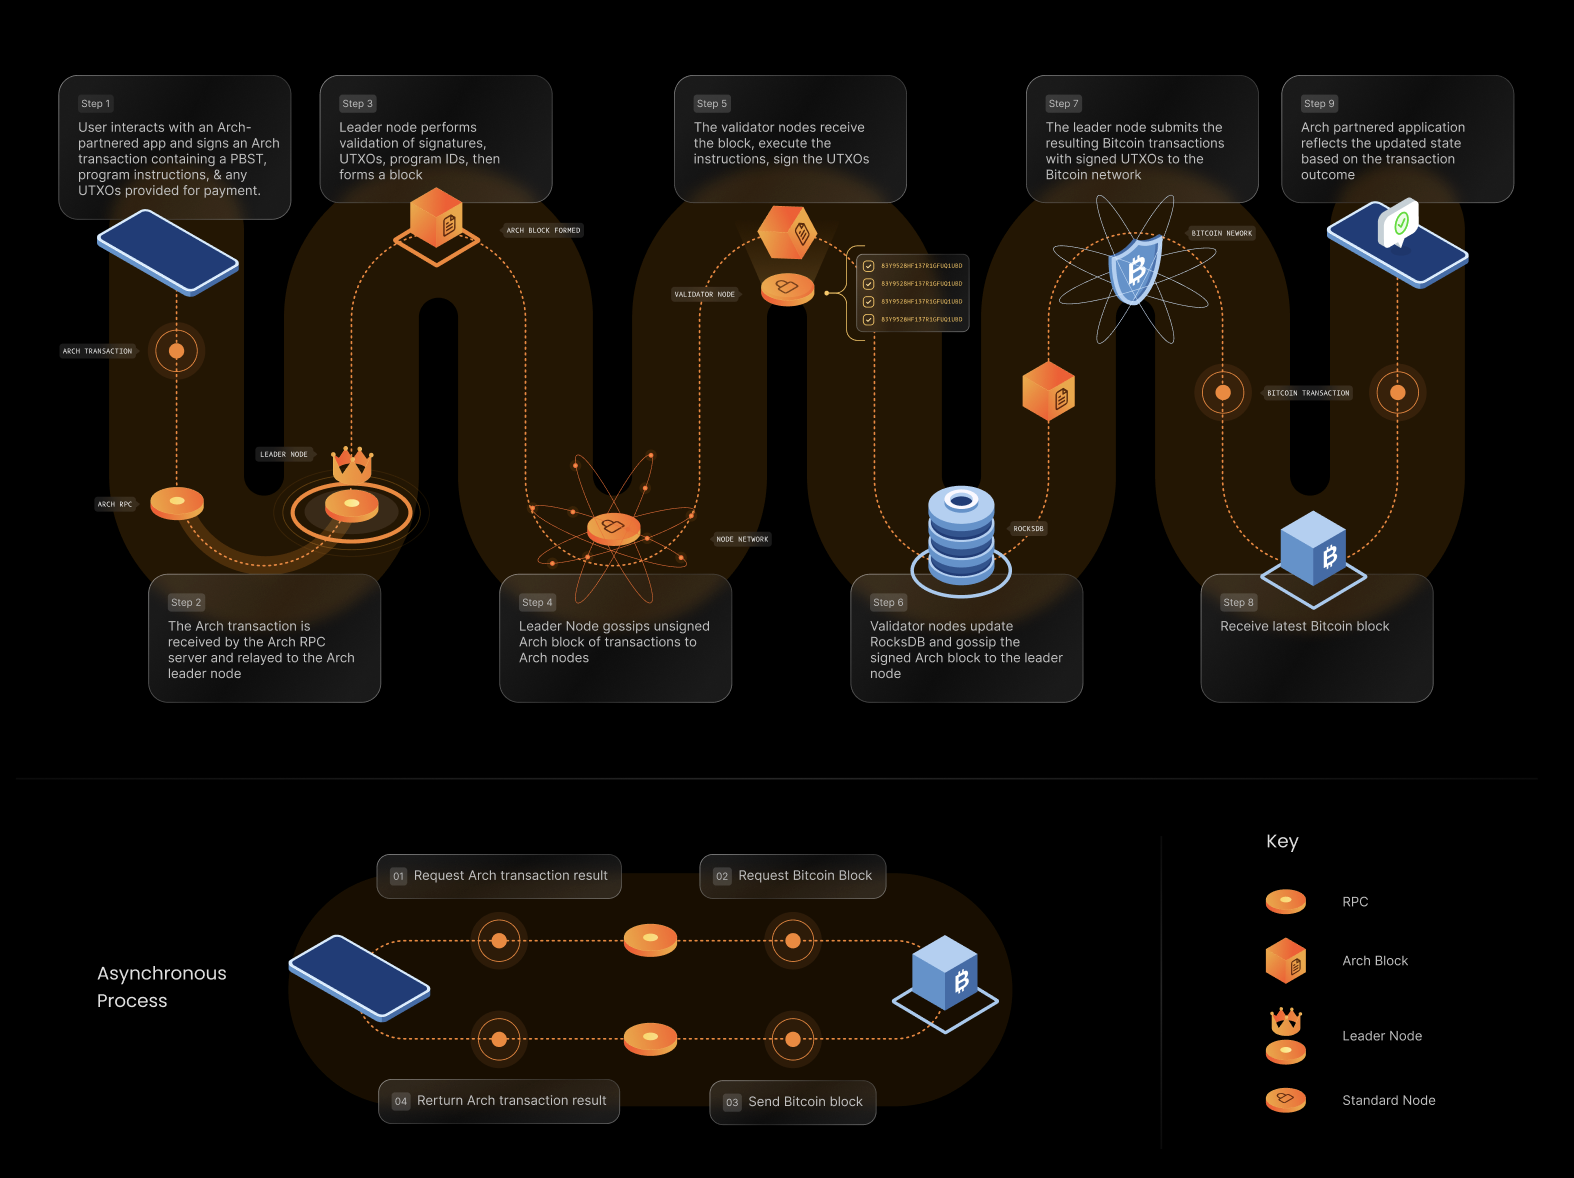 Step 1
User interacts with an Arch-
partnered app and signs an Arch
transaction containing a PBST,
program instructions, & any
UTXOs provided for payment.
Step 3
Leader node performs
validation of signatures,
UTXOs, program IDs, then
forms a block
Step 5
The validator nodes receive
the block, execute the
instructions, sign the UTXOs
Step 7
The leader node submits the
resulting Bitcoin transactions
with signed UTXOs to the
Bitcoin network
Step 9
Arch partnered application
reflects the updated state
based on the transaction
outcome
ARCH BLOCK FORMED
BITCOIN NEWORK
VALIDATOR NODE
83Y9528HF137R1GFUQ1U8D
83Y9528HF137R1GFUQ1U8D
83Y9528HF137R1GFUQ1U8D
83Y9528HF137R1GFUQ1U8D
ARCH TRANSACTION
BITCOIN TRANSACTION
LEADER NODE
ARCH RPC
NODE NETWORK
ROCKSDB
Step 2
The Arch transaction is
received by the Arch RPC
server and relayed to the Arch
leader node
Step 4
Leader Node gossips unsigned
Arch block of transactions to
Arch nodes
Step 6
Validator nodes update
RocksDB and gossip the
signed Arch block to the leader
node
Step 8
Receive latest Bitcoin block
Asynchronous
Process
01 Request Arch transaction result
02 Request Bitcoin Block
04 Rerturn Arch transaction result
03 Send Bitcoin block
Key
RPC
Arch Block
Leader Node
Standard Node